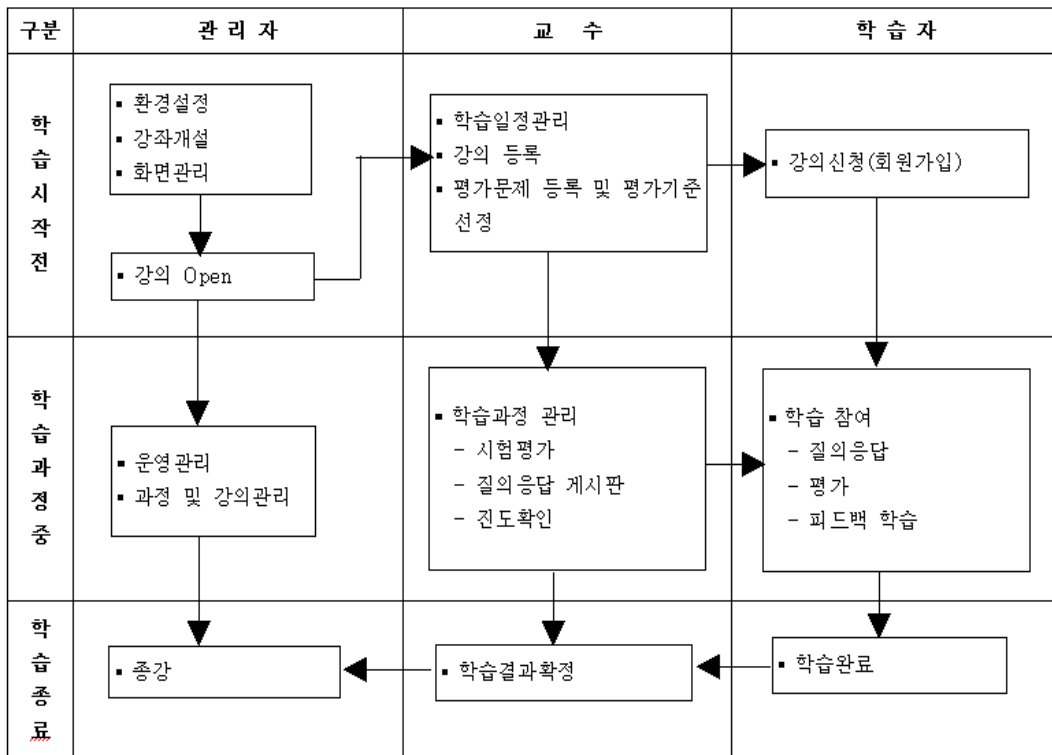 구분 관 리 자 교 수 학 습 자
학습시작전
▪ 환경설정
▪ 강좌개설
▪ 화면관리
▪ 강의 Open
▪ 학습일정관리
▪ 강의 등록
▪ 평가문제 등록 및 평가기준
선정
▪ 강의신청(회원가입)
학습과정중
▪ 운영관리
▪ 과정 및 강의관리
▪ 학습과정 관리
- 시험평가
- 질의응답 게시판
- 진도확인
▪ 학습 참여
- 질의응답
- 평가
- 피드백 학습
학습종료
▪ 종강
▪ 학습결과확정
▪ 학습완료